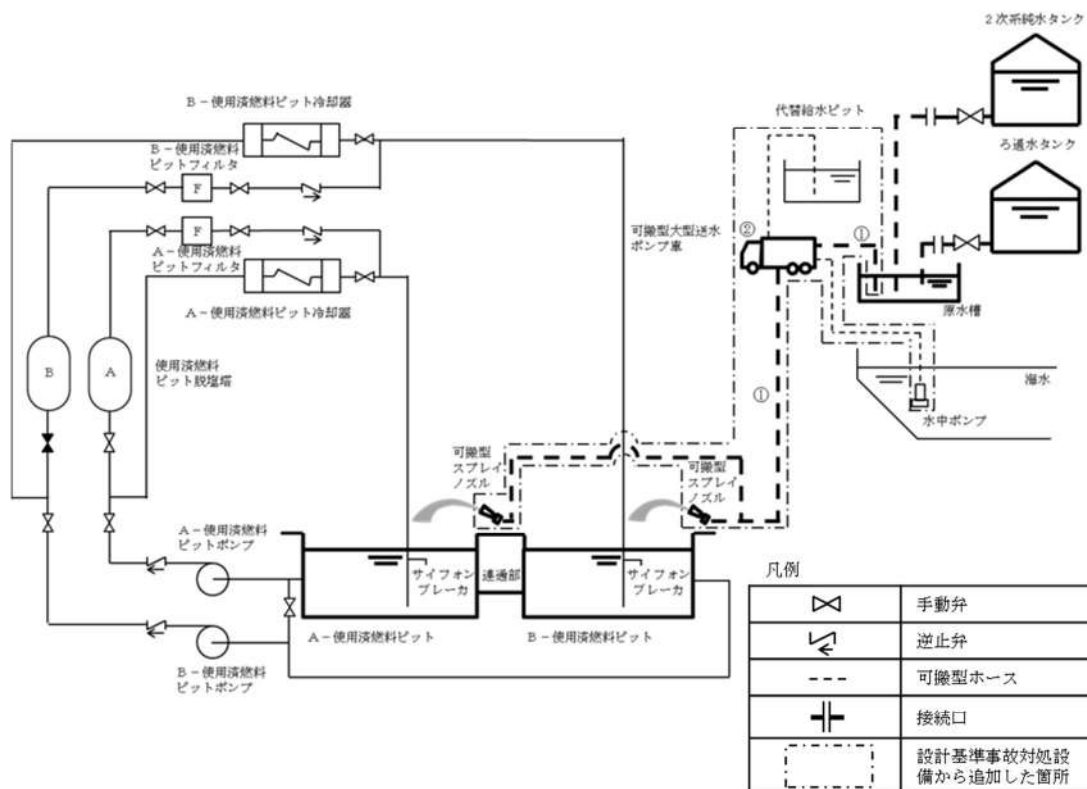 2次系純水タンク
B-使用済燃料ピット冷却器
代替給水ピット
B-使用済燃料
ピットフィルタ
F
ろ過水タンク
F
可搬型大型送水
ポンプ車
②
①
A-使用済燃料
ピットフィルタ
A-使用済燃料ピット冷却器
原水槽
B
A
使用済燃料
ピット脱塩塔
海水
水中ポンプ
①
可搬型
スプレイ
ノズル
可搬型
スプレイ
ノズル
A-使用済燃料
ピットポンプ
サイフォン
ブレーカ
連通部
サイフォン
ブレーカ
A-使用済燃料ピット
B-使用済燃料ピット
B-使用済燃料
ピットポンプ
凡例
手動弁
逆止弁
可搬型ホース
接続口
設計基準事故対処設
備から追加した箇所